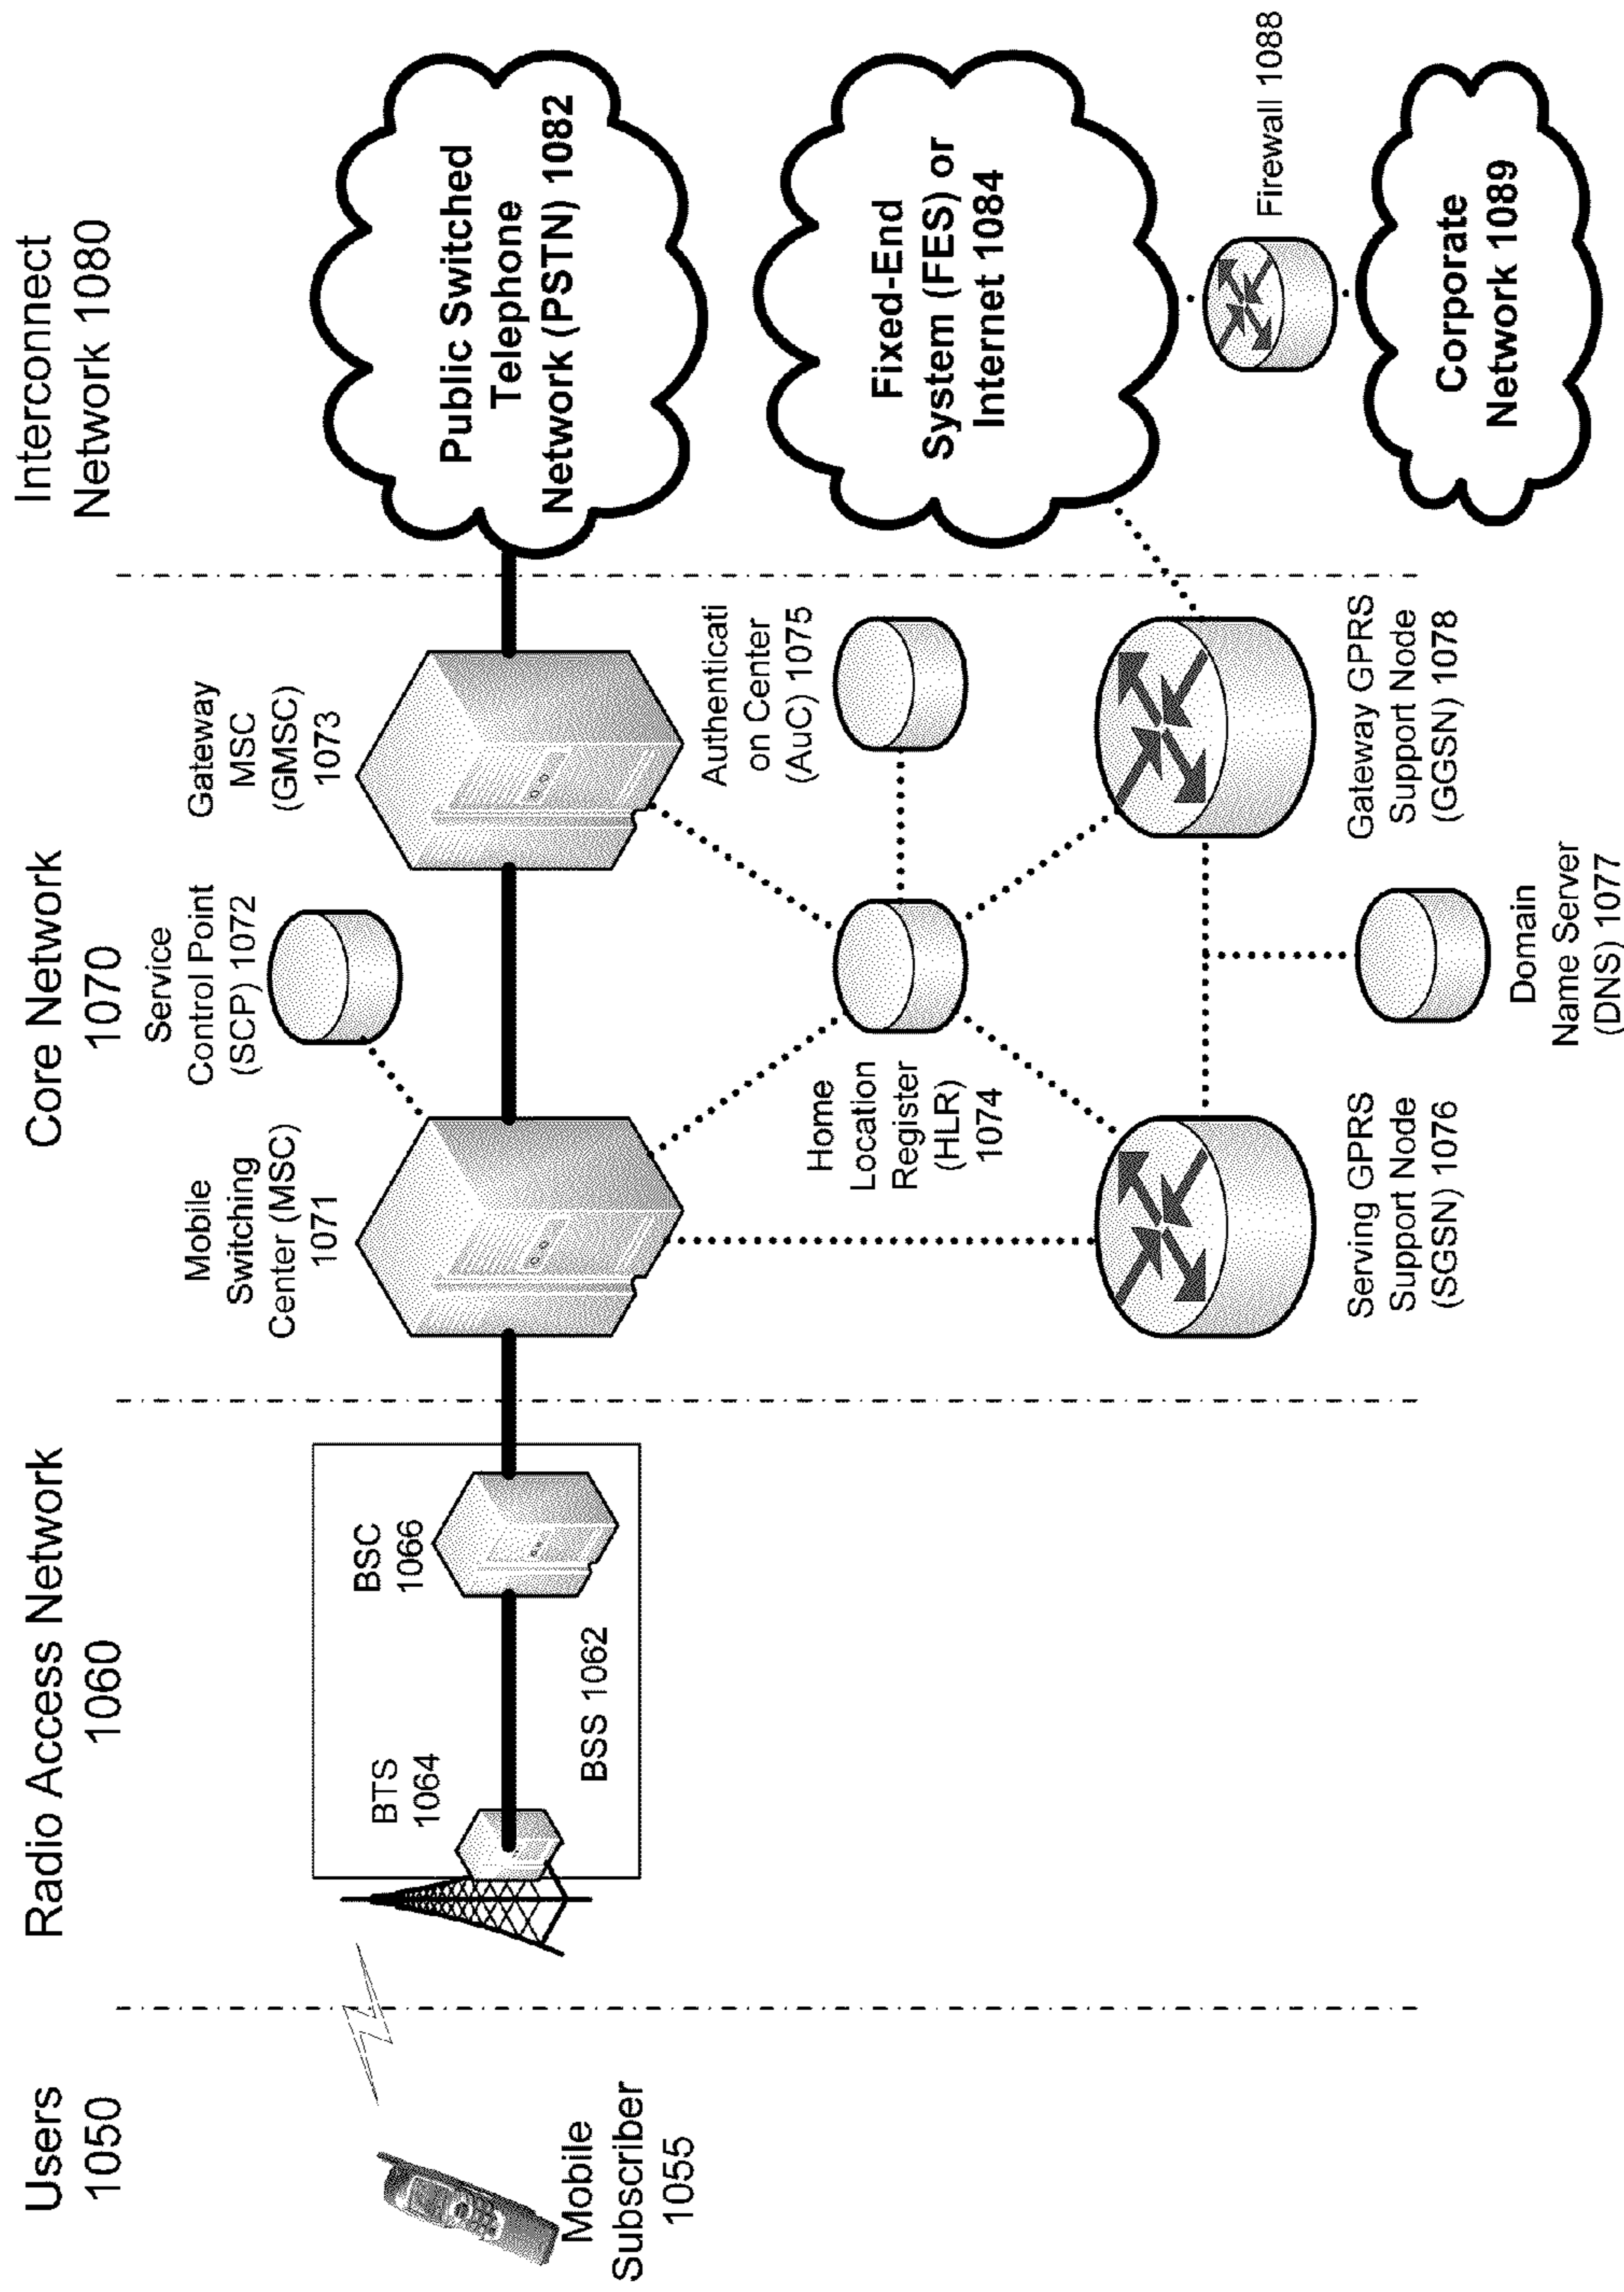 Users
1050
Radio Access Network
1060
Core Network
1070
Interconnect
Network 1080
Mobile
Subscriber
1055
BTS
1064
BSC
1066
BSS 1062
Mobile
Switching
Center (MSC)
1071
Service
Control Point
(SCP) 1072
Gateway
MSC
(GMSC)
1073
Public Switched
Telephone
Network (PSTN) 1082
Home
Location
Register
(HLR)
1074
Authenticati
on Center
(AuC) 1075
Fixed-End
System (FES) or
Internet 1084
Serving GPRS
Support Node
(SGSN) 1076
Gateway GPRS
Support Node
(GGSN) 1078
Firewall 1088
Domain
Name Server
(DNS) 1077
Corporate
Network 1089